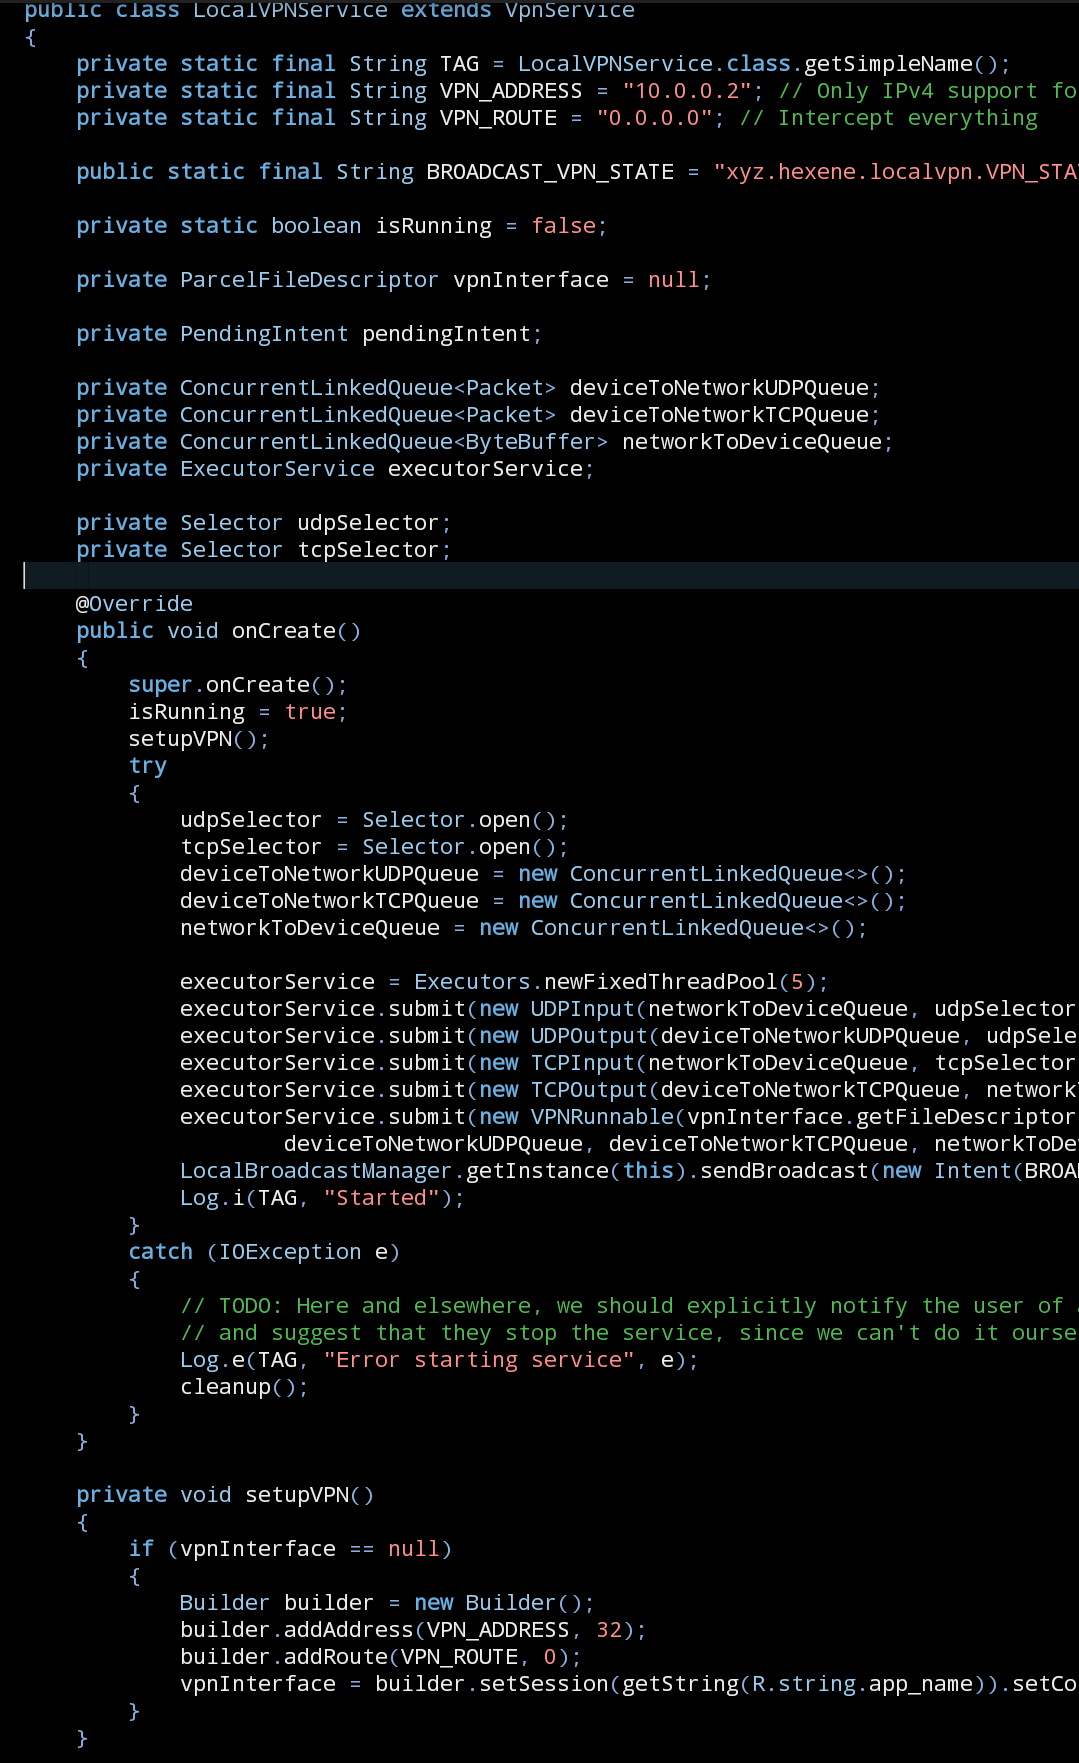 public class LocalVPNService extends VpnService
{
    private static final String TAG = LocalVPNService.class.getSimpleName();
    private static final String VPN_ADDRESS = "10.0.0.2"; // Only IPv4 support fo
    private static final String VPN_ROUTE = "0.0.0.0"; // Intercept everything

    public static final String BROADCAST_VPN_STATE = "xyz.hexene.localvpn.VPN_STA

    private static boolean isRunning = false;

    private ParcelFileDescriptor vpnInterface = null;

    private PendingIntent pendingIntent;

    private ConcurrentLinkedQueue<Packet> deviceToNetworkUDPQueue;
    private ConcurrentLinkedQueue<Packet> deviceToNetworkTCPQueue;
    private ConcurrentLinkedQueue<ByteBuffer> networkToDeviceQueue;
    private ExecutorService executorService;

    private Selector udpSelector;
    private Selector tcpSelector;

    @Override
    public void onCreate()
    {
        super.onCreate();
        isRunning = true;
        setupVPN();
        try
        {
            udpSelector = Selector.open();
            tcpSelector = Selector.open();
            deviceToNetworkUDPQueue = new ConcurrentLinkedQueue<>();
            deviceToNetworkTCPQueue = new ConcurrentLinkedQueue<>();
            networkToDeviceQueue = new ConcurrentLinkedQueue<>();

            executorService = Executors.newFixedThreadPool(5);
            executorService.submit(new UDPInput(networkToDeviceQueue, udpSelector
            executorService.submit(new UDPOutput(deviceToNetworkUDPQueue, udpSele
            executorService.submit(new TCPInput(networkToDeviceQueue, tcpSelector
            executorService.submit(new TCPOutput(deviceToNetworkTCPQueue, network
            executorService.submit(new VPNRunnable(vpnInterface.getFileDescriptor
                    deviceToNetworkUDPQueue, deviceToNetworkTCPQueue, networkToDe
            LocalBroadcastManager.getInstance(this).sendBroadcast(new Intent(BROA
            Log.i(TAG, "Started");
        }
        catch (IOException e)
        {
            // TODO: Here and elsewhere, we should explicitly notify the user of
            // and suggest that they stop the service, since we can't do it ourse
            Log.e(TAG, "Error starting service", e);
            cleanup();
        }
    }

    private void setupVPN()
    {
        if (vpnInterface == null)
        {
            Builder builder = new Builder();
            builder.addAddress(VPN_ADDRESS, 32);
            builder.addRoute(VPN_ROUTE, 0);
            vpnInterface = builder.setSession(getString(R.string.app_name)).setCo
        }
    }